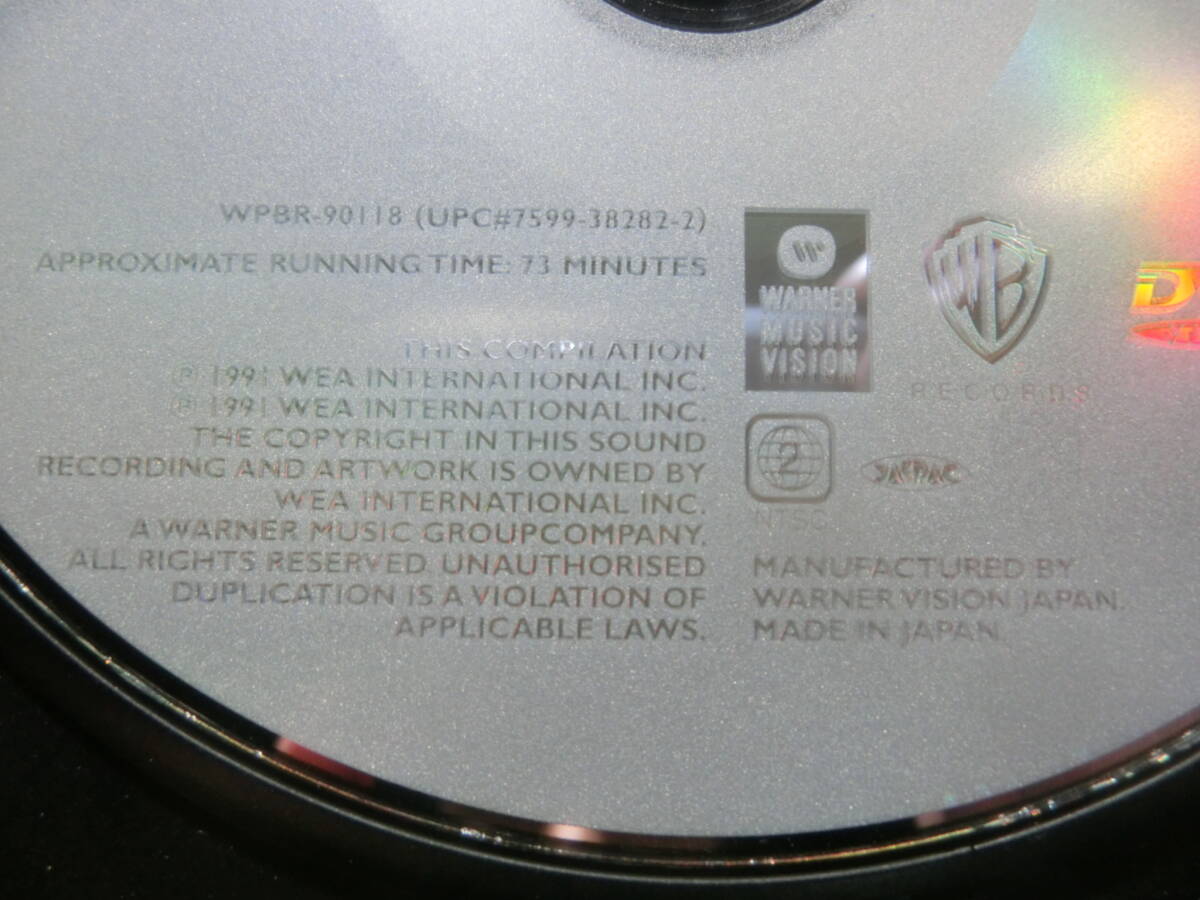 WPBR-90118 (UPC#7599-38282-2)
APPROXIMATE RUNNING TIME: 73 MINUTES
THIS COMPILATION
℗ 1991 WEA INTERNATIONAL INC.
℗ 1991 WEA INTERNATIONAL INC.
THE COPYRIGHT IN THIS SOUND
RECORDING AND ARTWORK IS OWNED BY
WEA INTERNATIONAL INC.
A WARNER MUSIC GROUPCOMPANY.
ALL RIGHTS RESERVED. UNAUTHORISED
DUPLICATION IS A VIOLATION OF
APPLICABLE LAWS.
WARNER
MUSIC
VISION
WB
RECORDS
2
NTSC
MANUFACTURED BY
WARNER VISION JAPAN.
MADE IN JAPAN.